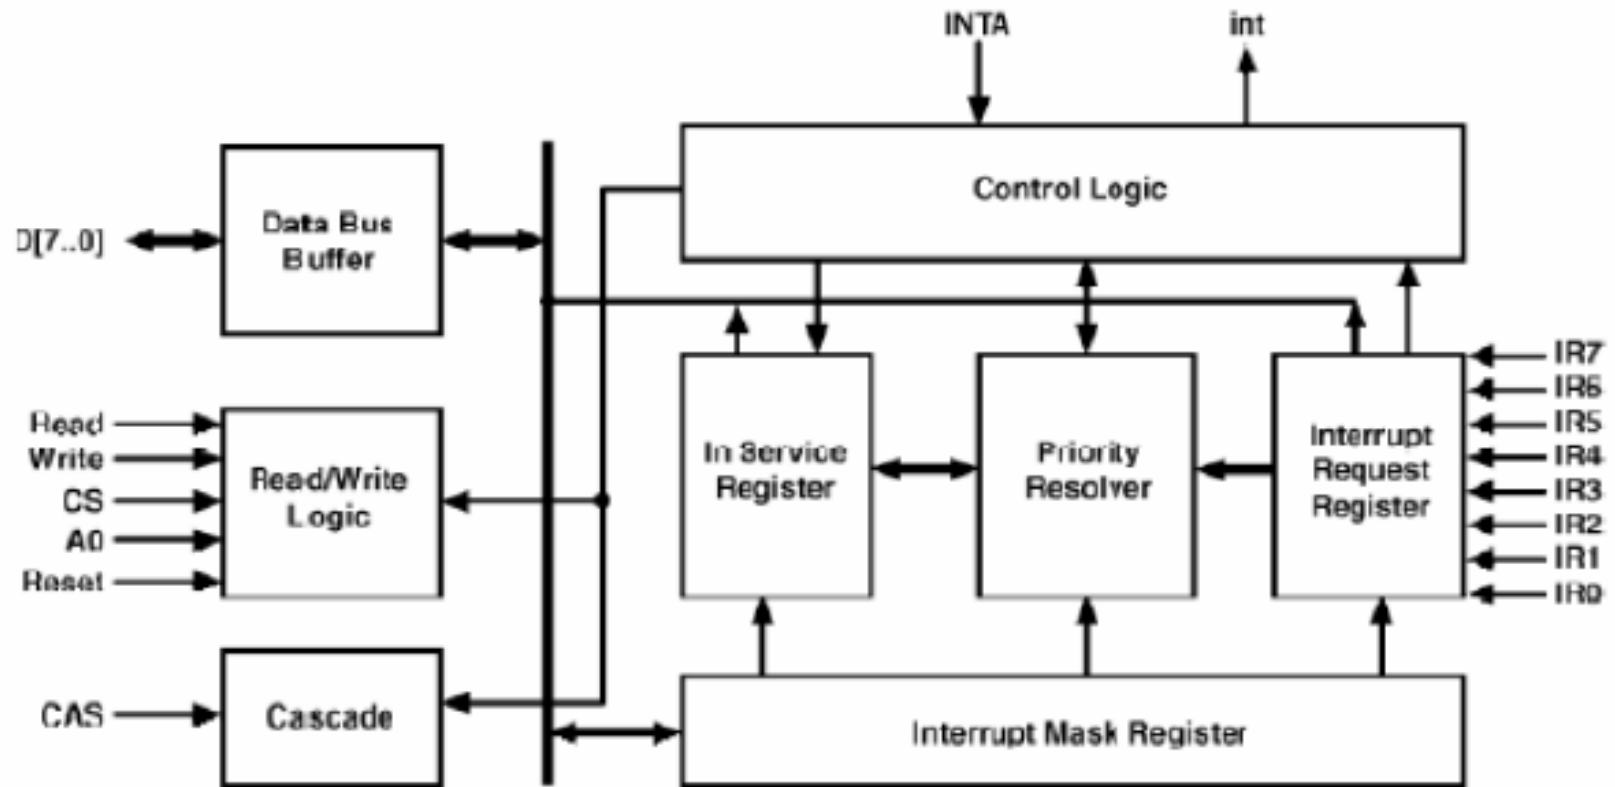 INTA
int
Control Logic
Data Bus
Buffer
D[7..0]
Read
Write
CS
A0
Reset
Read/Write
Logic
In Service
Register
Priority
Resolver
Interrupt
Request
Register
IR7
IR6
IR5
IR4
IR3
IR2
IR1
IR0
CAS
Cascade
Interrupt Mask Register